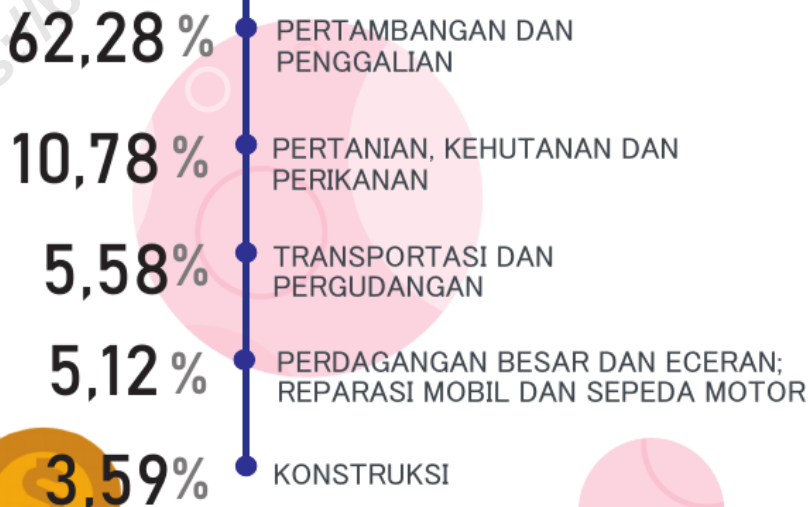 62,28 % PERTAMBANGAN DAN
PENGGALIAN
10,78 % PERTANIAN, KEHUTANAN DAN
PERIKANAN
5,58% TRANSPORTASI DAN
PERGUDANGAN
5,12 % PERDAGANGAN BESAR DAN ECERAN;
REPARASI MOBIL DAN SEPEDA MOTOR
3,59% KONSTRUKSI